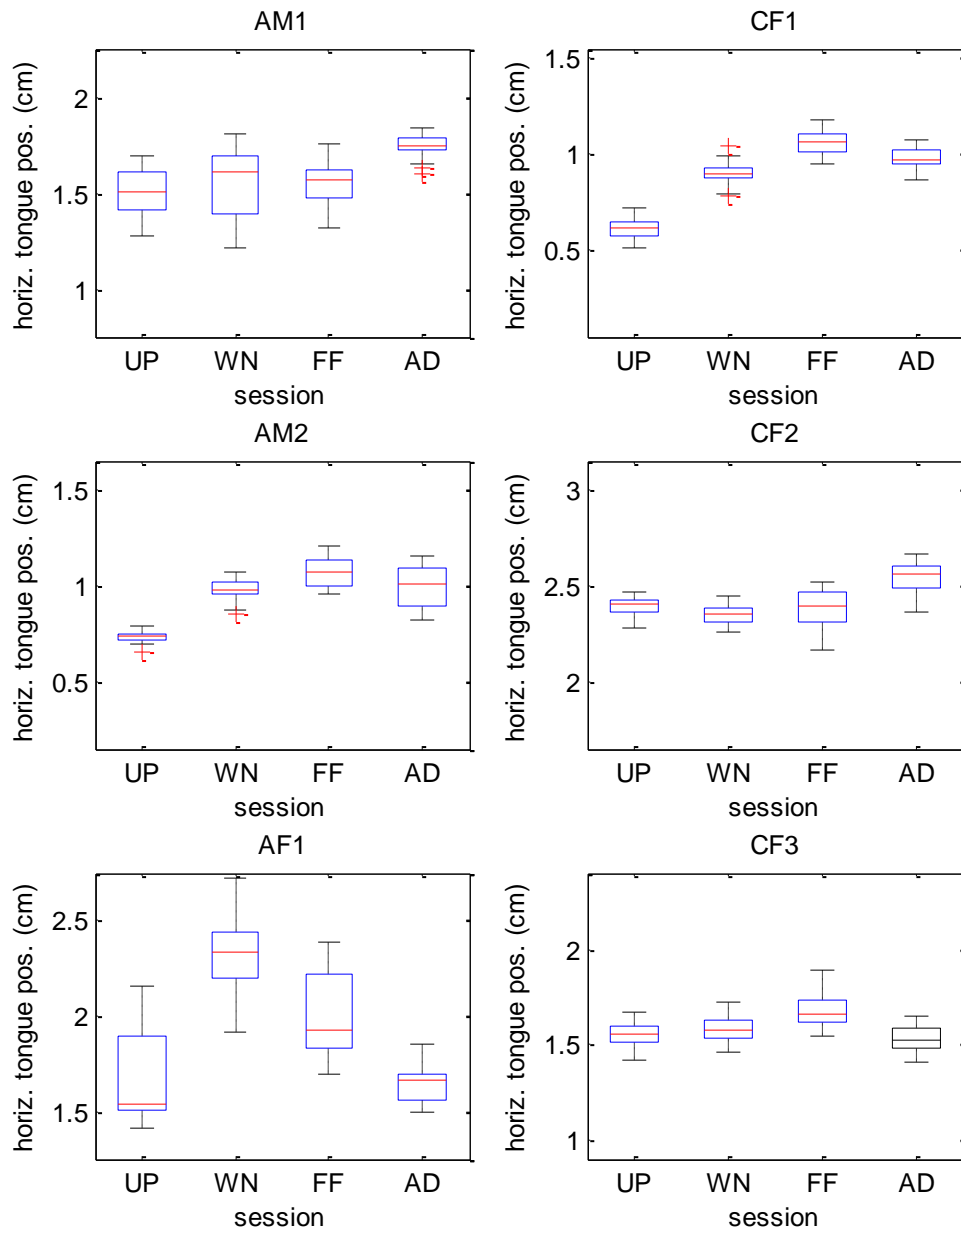 AM1
horiz. tongue pos. (cm)
2
1.5
1
UP WN FF AD
session
CF1
horiz. tongue pos. (cm)
1.5
1
0.5
UP WN FF AD
session
AM2
horiz. tongue pos. (cm)
1.5
1
0.5
UP WN FF AD
session
CF2
horiz. tongue pos. (cm)
3
2.5
2
UP WN FF AD
session
AF1
horiz. tongue pos. (cm)
2.5
2
1.5
UP WN FF AD
session
CF3
horiz. tongue pos. (cm)
2
1.5
1
UP WN FF AD
session